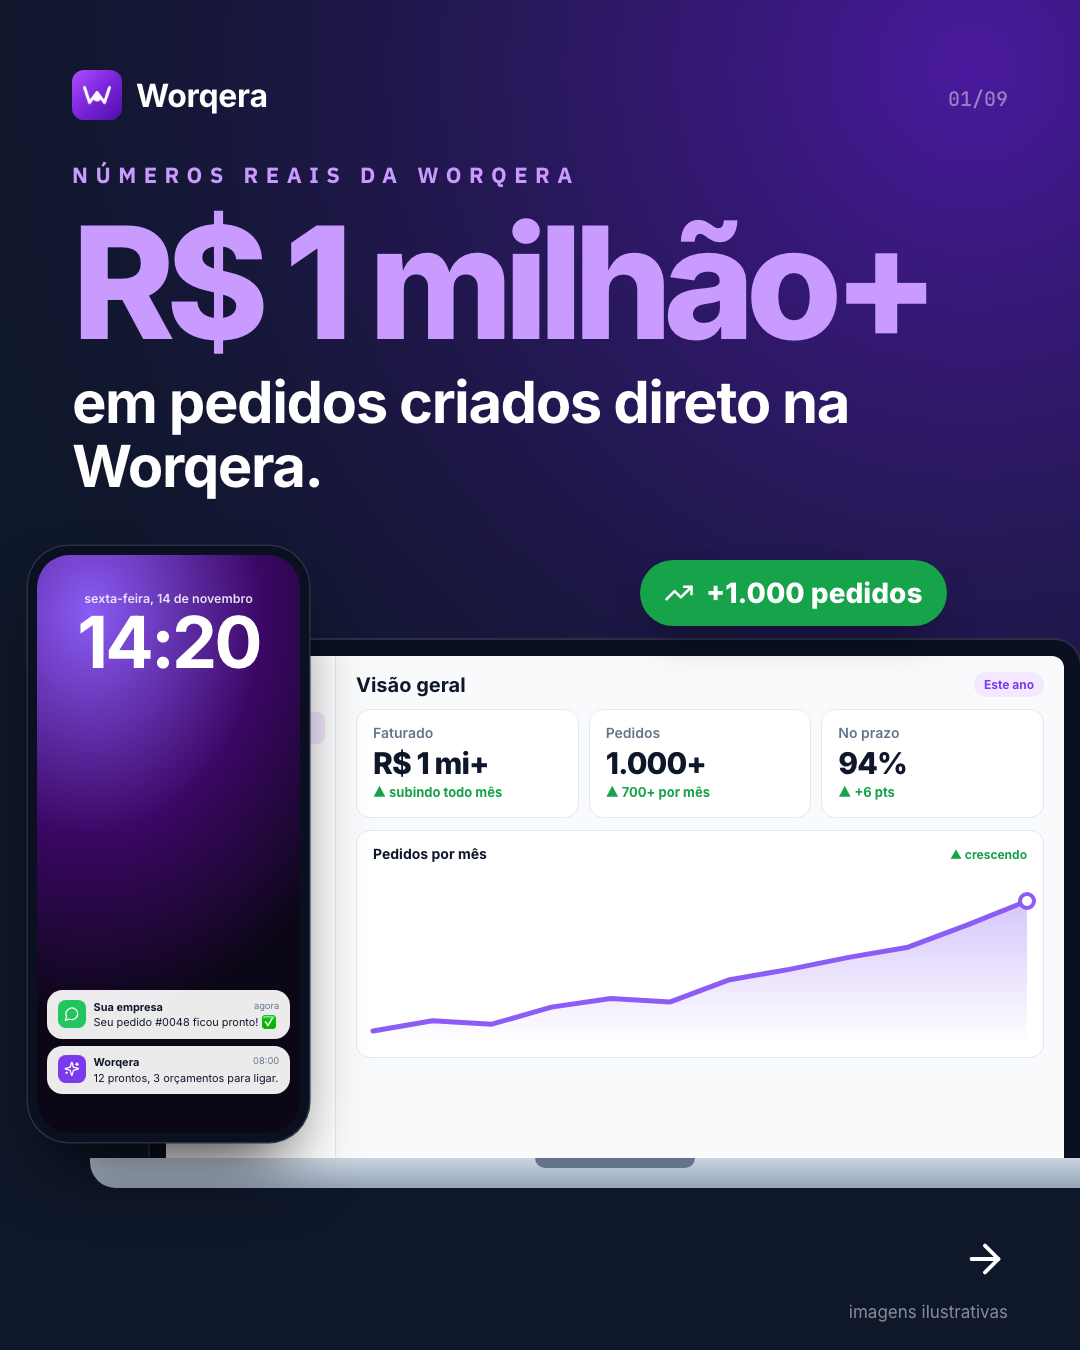 Worqera
01/09
NÚMEROS REAIS DA WORQERA
R$ 1 milhão+
em pedidos criados direto na
Worqera.
+1.000 pedidos
sexta-feira, 14 de novembro
14:20
Sua empresa
agora
Seu pedido #0048 ficou pronto! ✅
Worqera
08:00
12 prontos, 3 orçamentos para ligar.
Visão geral
Este ano
Faturado
R$ 1 mi+
▲ subindo todo mês
Pedidos
1.000+
▲ 700+ por mês
No prazo
94%
▲ +6 pts
Pedidos por mês
▲ crescendo
imagens ilustrativas